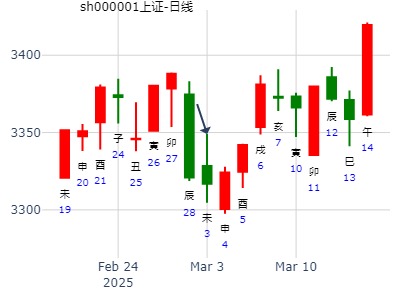 sh000001上证-日线
3400
3350
3300
未
19
申
20
酉
21
子
24
丑
25
寅
26
卯
27
辰
28
未
3
申
4
酉
5
戌
6
亥
7
寅
10
卯
11
辰
12
巳
13
午
14
Feb 24
2025
Mar 3
Mar 10